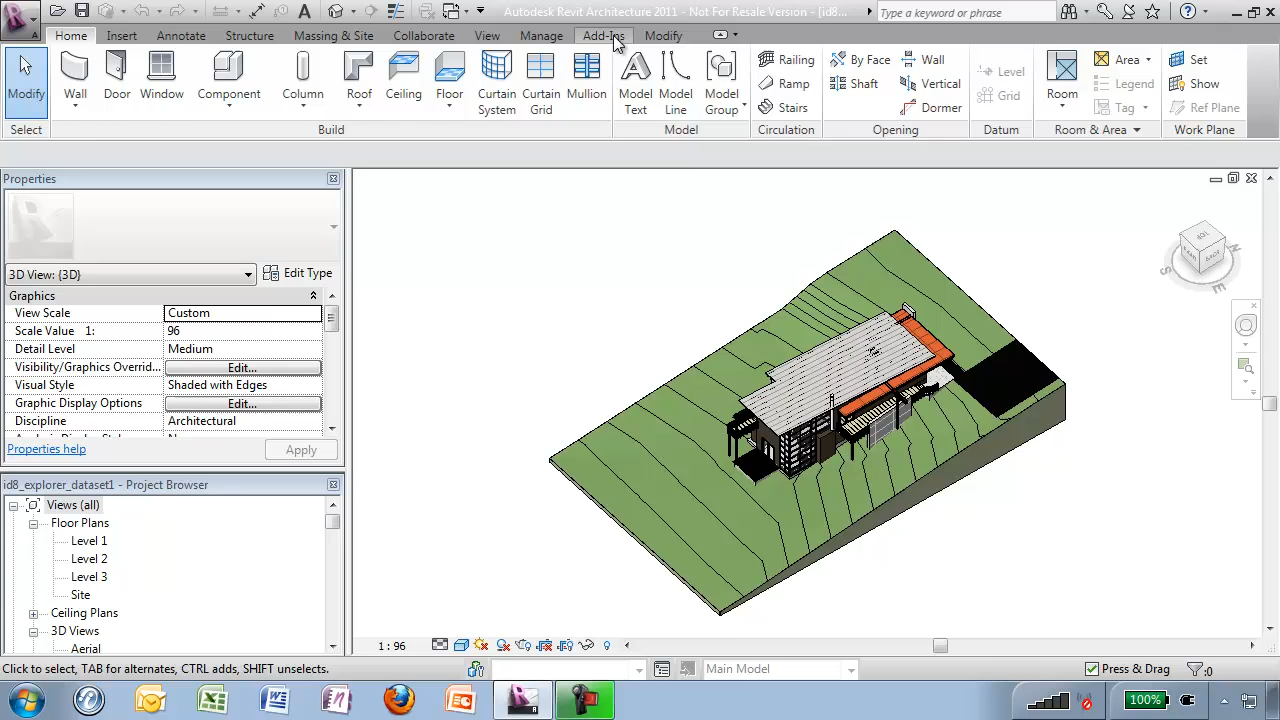 Autodesk Revit Architecture 2011 - Not For Resale Version - [id8...
Type a keyword or phrase
Home Insert Annotate Structure Massing & Site Collaborate View Manage Add-Ins Modify
Modify Wall Door Window Component Column Roof Ceiling Floor Curtain System Curtain Grid Mullion Model Text Model Line Model Group Railing Ramp Stairs By Face Shaft Wall Vertical Dormer Level Grid Room Area Legend Tag Set Show Ref Plane
Select Build Model Circulation Opening Datum Room & Area Work Plane
Properties
3D View: {3D} Edit Type
Graphics
View Scale Custom
Scale Value 1: 96
Detail Level Medium
Visibility/Graphics Overrid... Edit...
Visual Style Shaded with Edges
Graphic Display Options Edit...
Discipline Architectural
Properties help Apply
id8_explorer_dataset1 - Project Browser
Views (all)
Floor Plans
Level 1
Level 2
Level 3
Site
Ceiling Plans
3D Views
Aerial
1 : 96
Click to select, TAB for alternates, CTRL adds, SHIFT unselects.
Main Model
Press & Drag
:0
100%